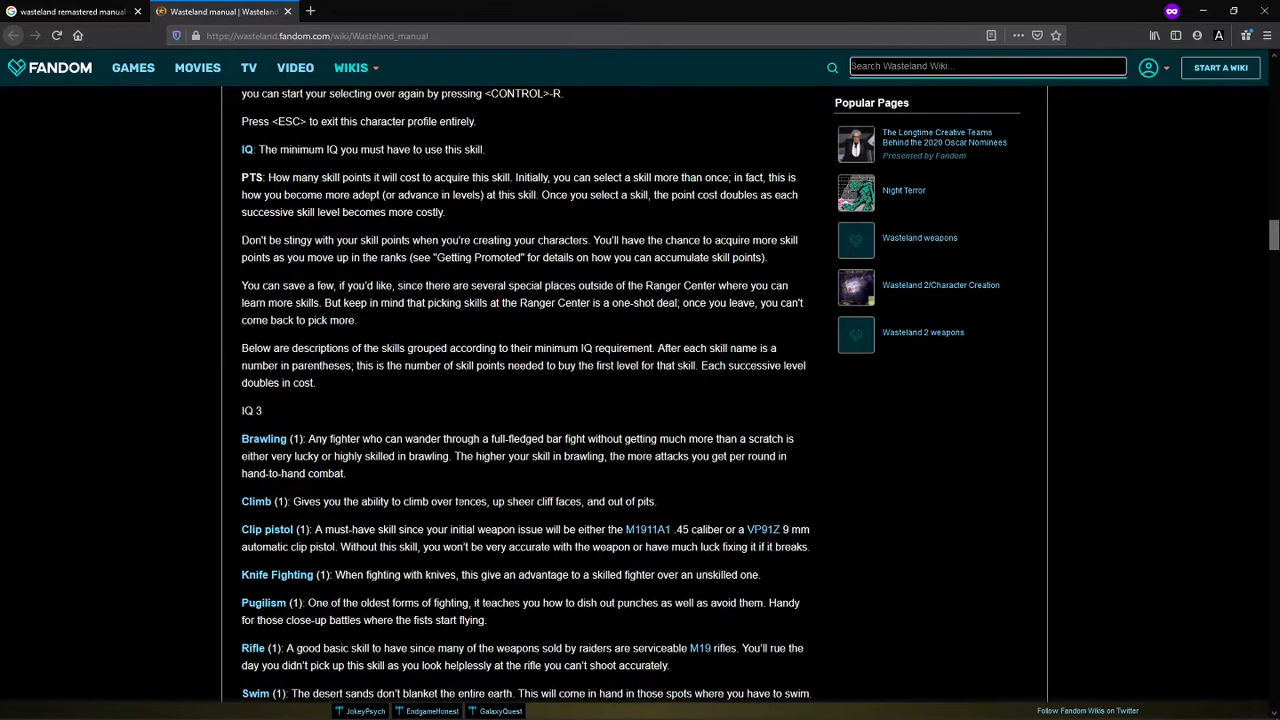 wasteland remastered manual
Wasteland manual | Wasteland
https://wasteland.fandom.com/wiki/Wasteland_manual
FANDOM GAMES MOVIES TV VIDEO WIKIS Search Wasteland Wiki... START A WIKI
you can start your selecting over again by pressing <CONTROL>-R.
Press <ESC> to exit this character profile entirely.
IQ: The minimum IQ you must have to use this skill.
PTS: How many skill points it will cost to acquire this skill. Initially, you can select a skill more than once; in fact, this is
how you become more adept (or advance in levels) at this skill. Once you select a skill, the point cost doubles as each
successive skill level becomes more costly.
Don't be stingy with your skill points when you're creating your characters. You'll have the chance to acquire more skill
points as you move up in the ranks (see "Getting Promoted" for details on how you can accumulate skill points).
You can save a few, if you'd like, since there are several special places outside of the Ranger Center where you can
learn more skills. But keep in mind that picking skills at the Ranger Center is a one-shot deal; once you leave, you can't
come back to pick more.
Below are descriptions of the skills grouped according to their minimum IQ requirement. After each skill name is a
number in parentheses; this is the number of skill points needed to buy the first level for that skill. Each successive level
doubles in cost.
IQ 3
Brawling (1): Any fighter who can wander through a full-fledged bar fight without getting much more than a scratch is
either very lucky or highly skilled in brawling. The higher your skill in brawling, the more attacks you get per round in
hand-to-hand combat.
Climb (1): Gives you the ability to climb over tences, up sheer cliff faces, and out of pits.
Clip pistol (1): A must-have skill since your initial weapon issue will be either the M1911A1 .45 caliber or a VP91Z 9 mm
automatic clip pistol. Without this skill, you won't be very accurate with the weapon or have much luck fixing it if it breaks.
Knife Fighting (1): When fighting with knives, this give an advantage to a skilled fighter over an unskilled one.
Pugilism (1): One of the oldest forms of fighting, it teaches you how to dish out punches as well as avoid them. Handy
for those close-up battles where the fists start flying.
Rifle (1): A good basic skill to have since many of the weapons sold by raiders are serviceable M19 rifles. You'll rue the
day you didn't pick up this skill as you look helplessly at the rifle you can't shoot accurately.
Swim (1): The desert sands don't blanket the entire earth. This will come in hand in those spots where you have to swim.
Popular Pages
The Longtime Creative Teams
Behind the 2020 Oscar Nominees
Presented by Fandom
Night Terror
Wasteland weapons
Wasteland 2/Character Creation
Wasteland 2 weapons
JokeyPsych EndgameHonest GalaxyQuest
Follow Fandom Wikis on Twitter